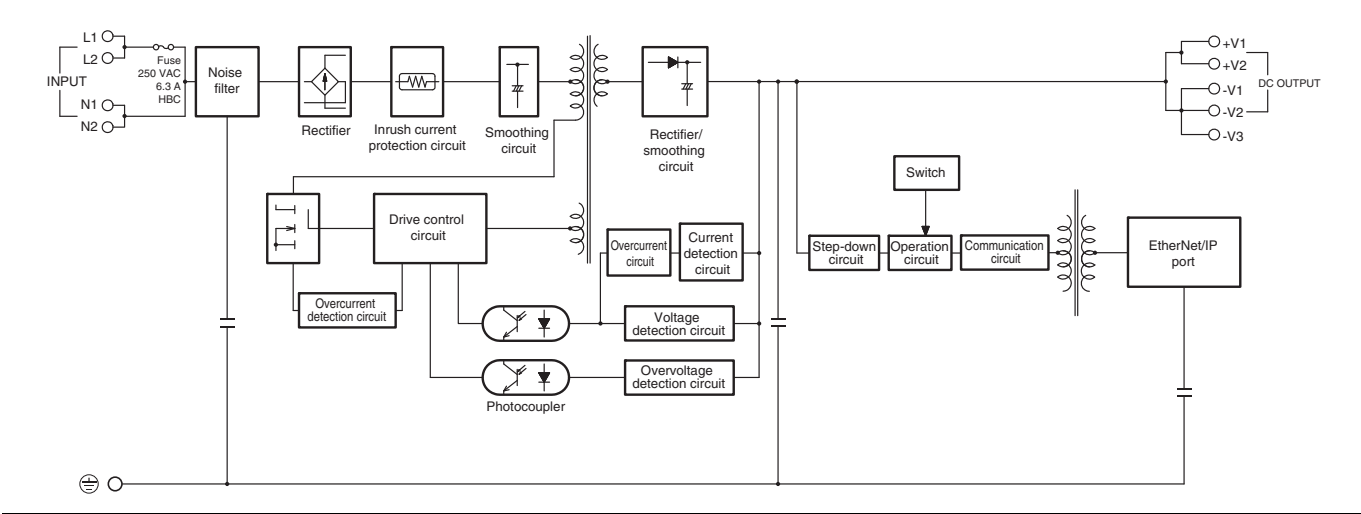 L1
L2
INPUT
N1
N2
Fuse
250 VAC
6.3 A
HBC
Noise
filter
Rectifier
Inrush current
protection circuit
Smoothing
circuit
Rectifier/
smoothing
circuit
+V1
+V2
-V1
-V2
-V3
DC OUTPUT
Drive control
circuit
Overcurrent
detection circuit
Overcurrent
circuit
Current
detection
circuit
Voltage
detection circuit
Overvoltage
detection circuit
Photocoupler
Switch
Step-down
circuit
Operation
circuit
Communication
circuit
EtherNet/IP
port